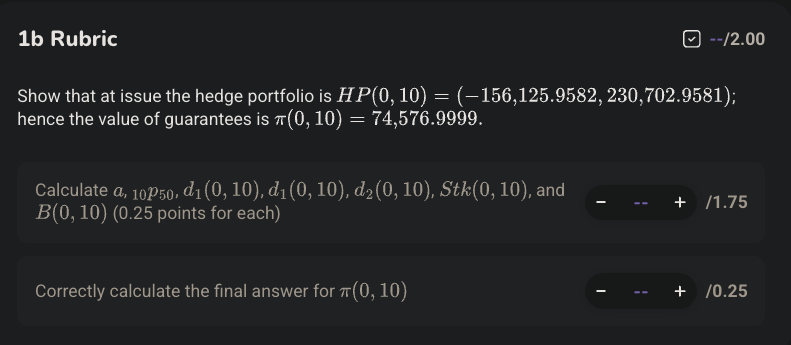 1b Rubric
--/2.00
Show that at issue the hedge portfolio is HP(0, 10) = (−156,125.9582, 230,702.9581);
hence the value of guarantees is π(0, 10) = 74,576.9999.
Calculate a, ₁₀p₅₀, d₁(0, 10), d₁(0, 10), d₂(0, 10), Stk(0, 10), and
B(0, 10) (0.25 points for each)
− -- + /1.75
Correctly calculate the final answer for π(0, 10)
− -- + /0.25